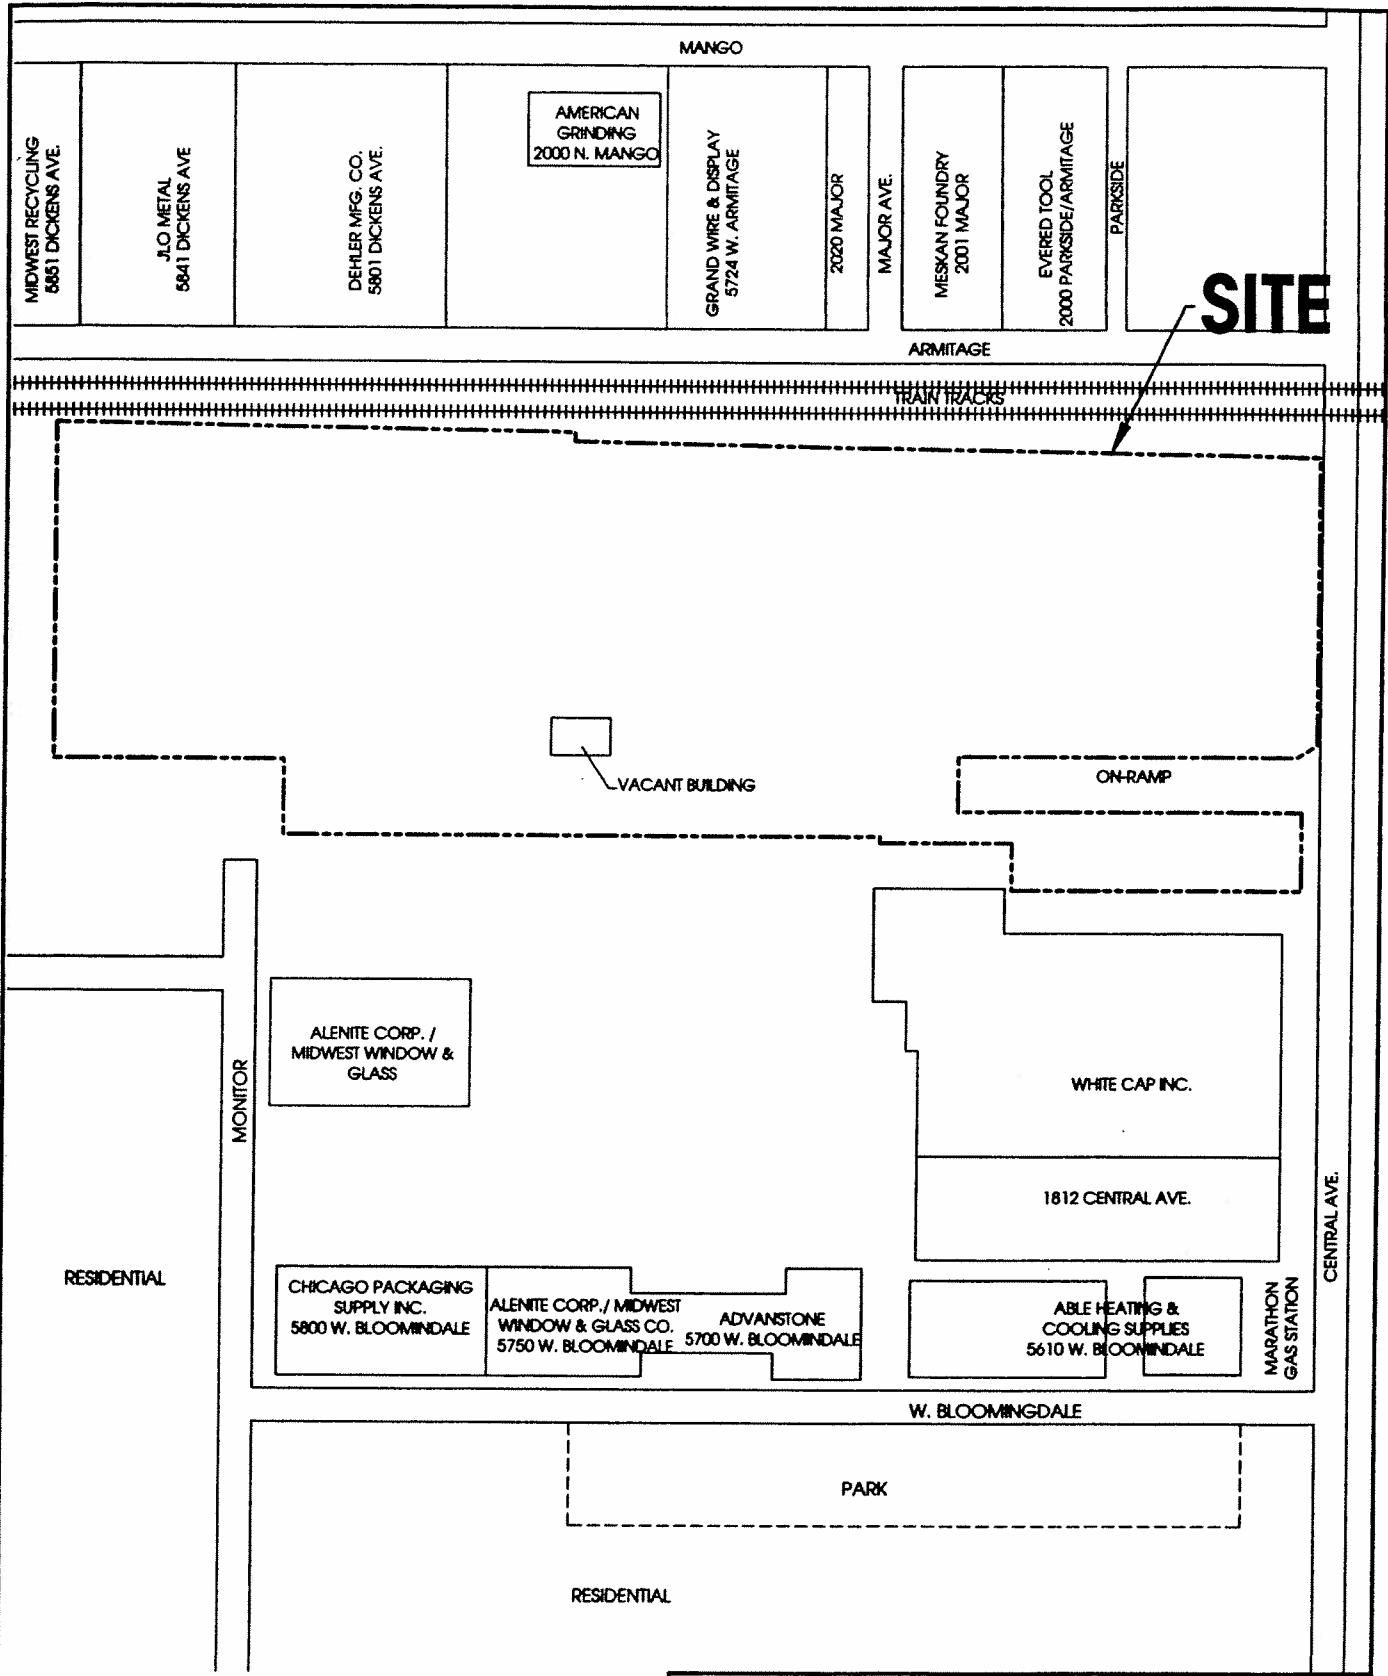 MANGO
MIDWEST RECYCLING
5851 DICKENS AVE.
JLO METAL
5841 DICKENS AVE
DEHLER MFG. CO.
5801 DICKENS AVE.
AMERICAN
GRINDING
2000 N. MANGO
GRAND WIRE & DISPLAY
5724 W. ARMITAGE
2020 MAJOR
MAJOR AVE.
MESKAN FOUNDRY
2001 MAJOR
EVERED TOOL
2000 PARKSIDE/ARMITAGE
PARKSIDE
SITE
ARMITAGE
TRAIN TRACKS
VACANT BUILDING
ON-RAMP
ALENITE CORP. /
MIDWEST WINDOW &
GLASS
MONITOR
WHITE CAP INC.
1812 CENTRAL AVE.
CENTRAL AVE.
RESIDENTIAL
CHICAGO PACKAGING
SUPPLY INC.
5800 W. BLOOMINDALE
ALENITE CORP./ MIDWEST
WINDOW & GLASS CO.
5750 W. BLOOMINDALE
ADVANSTONE
5700 W. BLOOMINDALE
ABLE HEATING &
COOLING SUPPLIES
5610 W. BLOOMINDALE
MARATHON
GAS STATION
W. BLOOMINGDALE
PARK
RESIDENTIAL